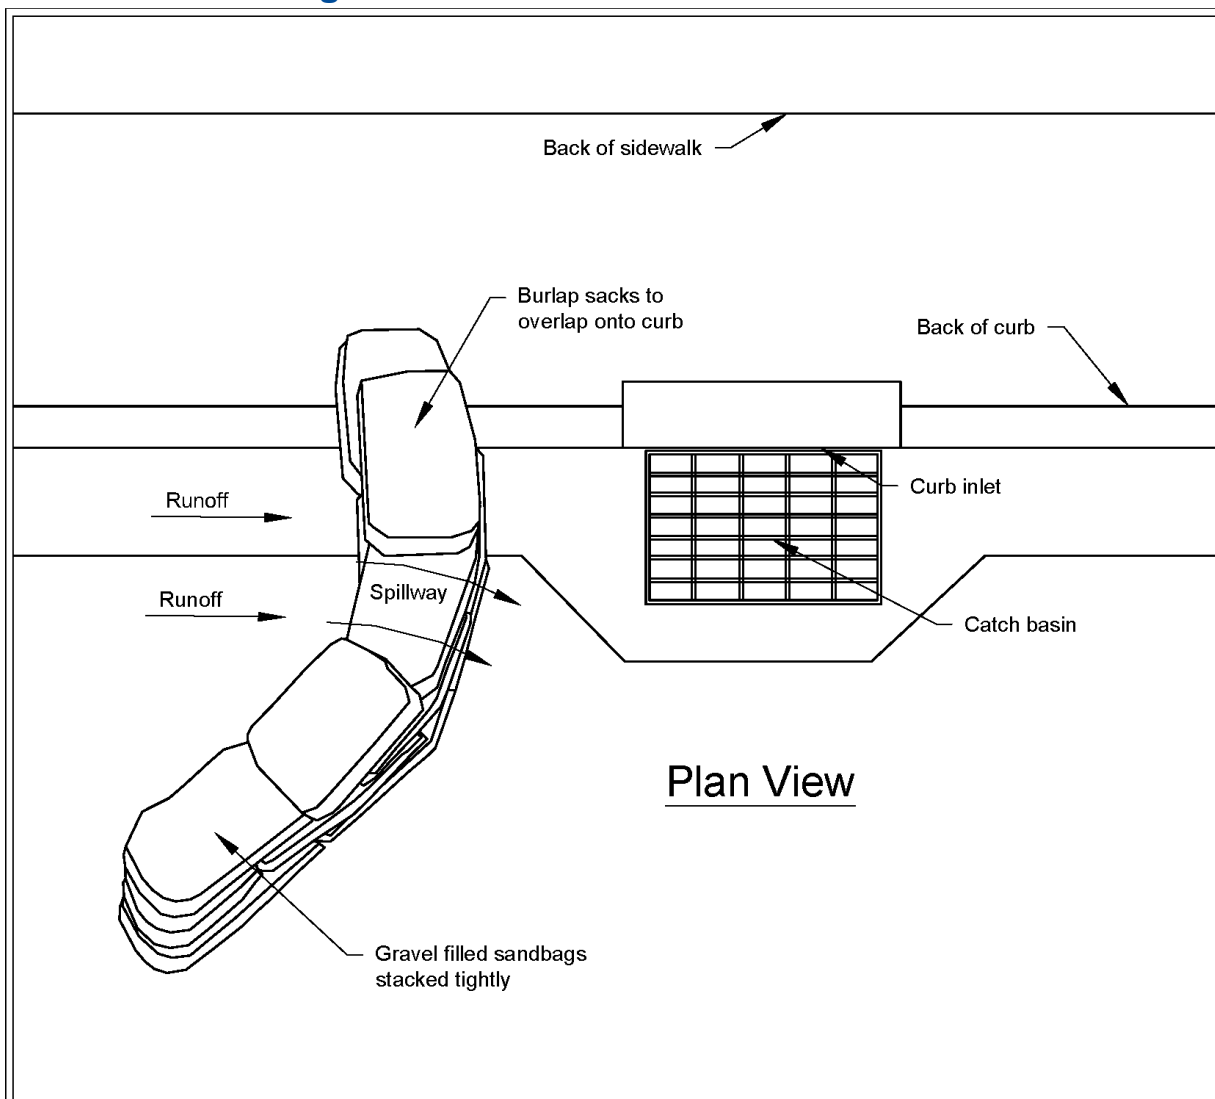 Back of sidewalk
Burlap sacks to
overlap onto curb
Back of curb
Runoff
Curb inlet
Runoff
Spillway
Catch basin
Plan View
Gravel filled sandbags
stacked tightly